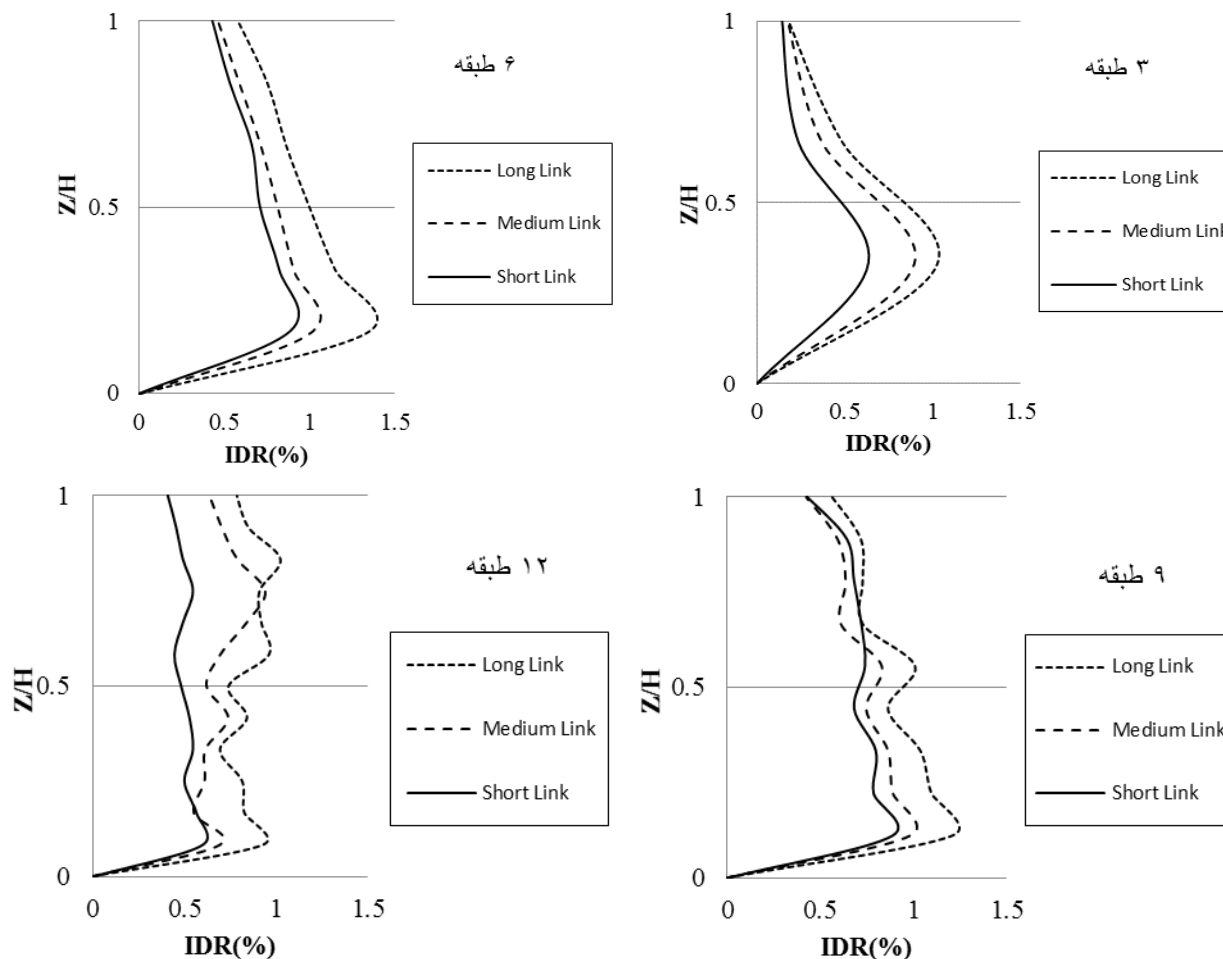 ۶ طبقه
1
0.5
0
Z/H
0
0.5
1
1.5
IDR(%)
Long Link
Medium Link
Short Link
۳ طبقه
1
0.5
0
Z/H
0
0.5
1
1.5
IDR(%)
Long Link
Medium Link
Short Link
۱۲ طبقه
1
0.5
0
Z/H
0
0.5
1
1.5
IDR(%)
Long Link
Medium Link
Short Link
۹ طبقه
1
0.5
0
Z/H
0
0.5
1
1.5
IDR(%)
Long Link
Medium Link
Short Link